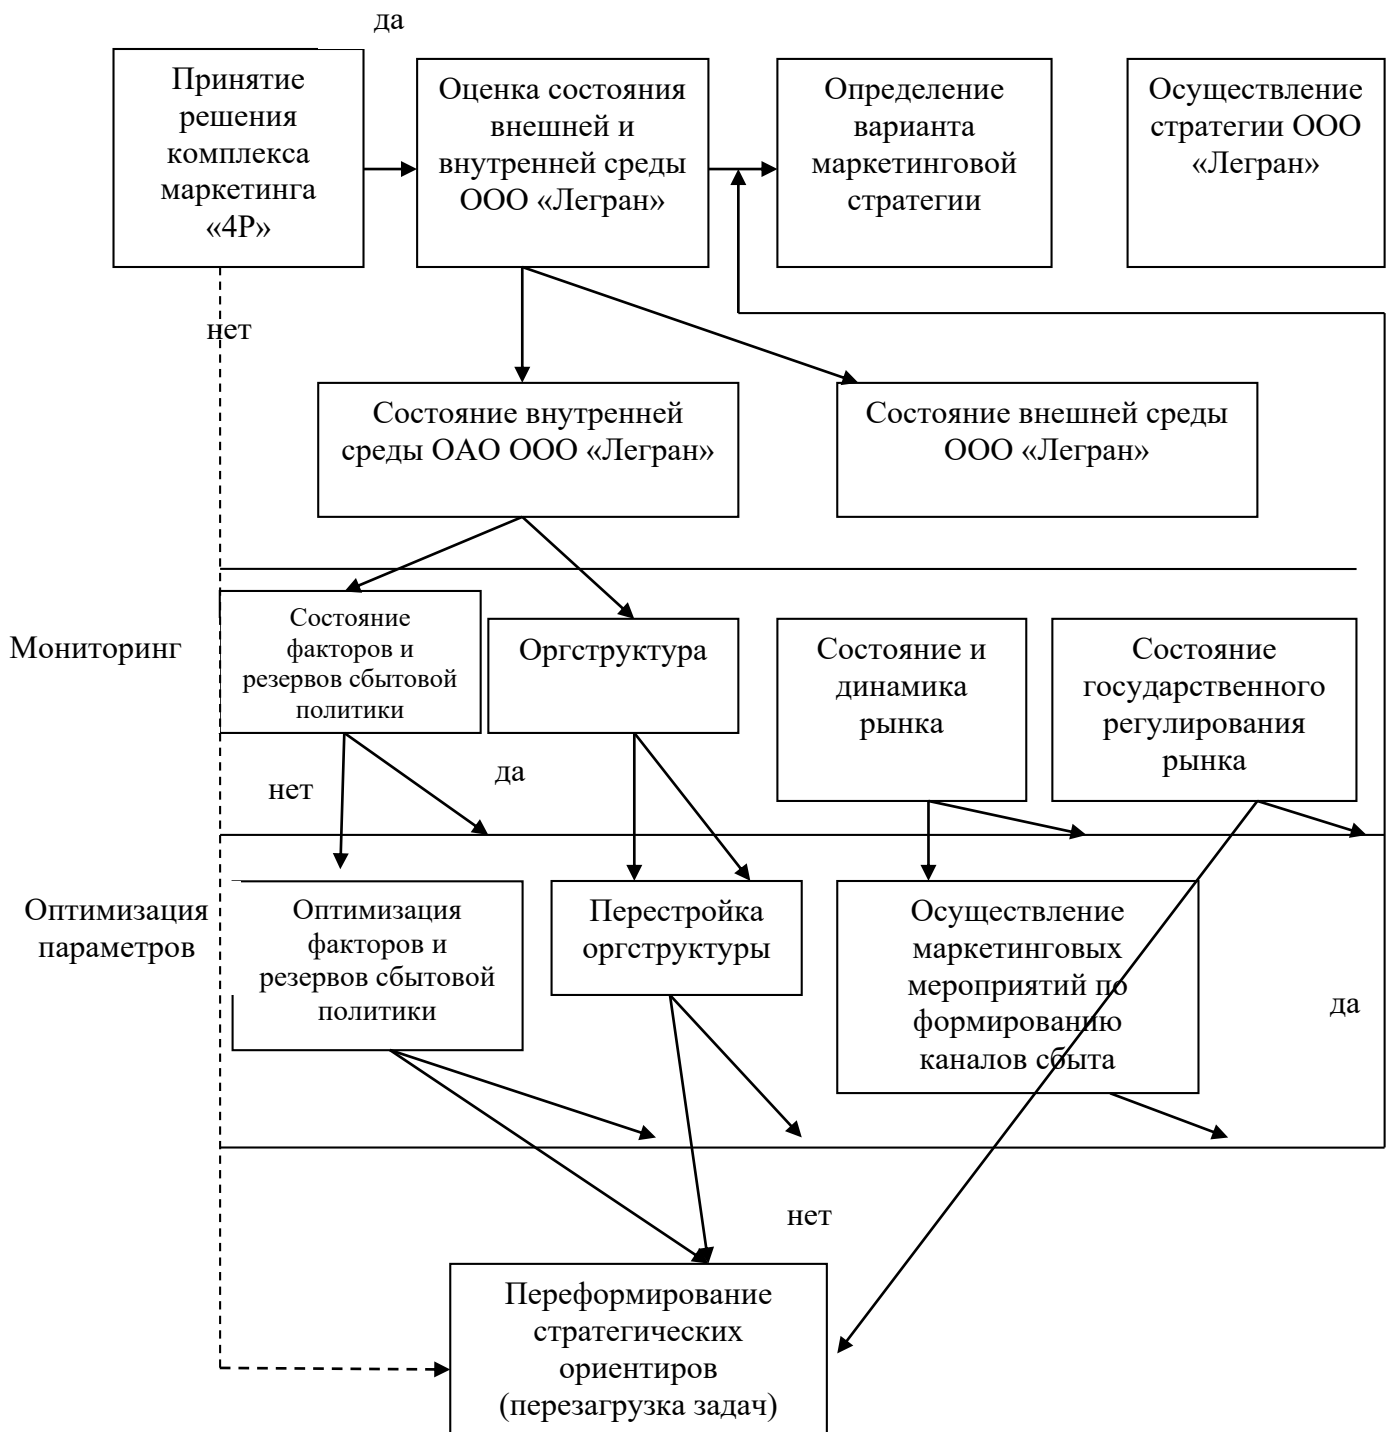 да
Принятие
решения
комплекса
маркетинга
«4Р»
Оценка состояния
внешней и
внутренней среды
ООО «Легран»
Определение
варианта
маркетинговой
стратегии
Осуществление
стратегии ООО
«Легран»
нет
Состояние внутренней
среды ОАО ООО «Легран»
Состояние внешней среды
ООО «Легран»
Мониторинг
Состояние
факторов и
резервов сбытовой
политики
Оргструктура
Состояние и
динамика
рынка
Состояние
государственного
регулирования
рынка
нет
да
Оптимизация
параметров
Оптимизация
факторов и
резервов сбытовой
политики
Перестройка
оргструктуры
Осуществление
маркетинговых
мероприятий по
формированию
каналов сбыта
да
нет
Переформирование
стратегических
ориентиров
(перезагрузка задач)